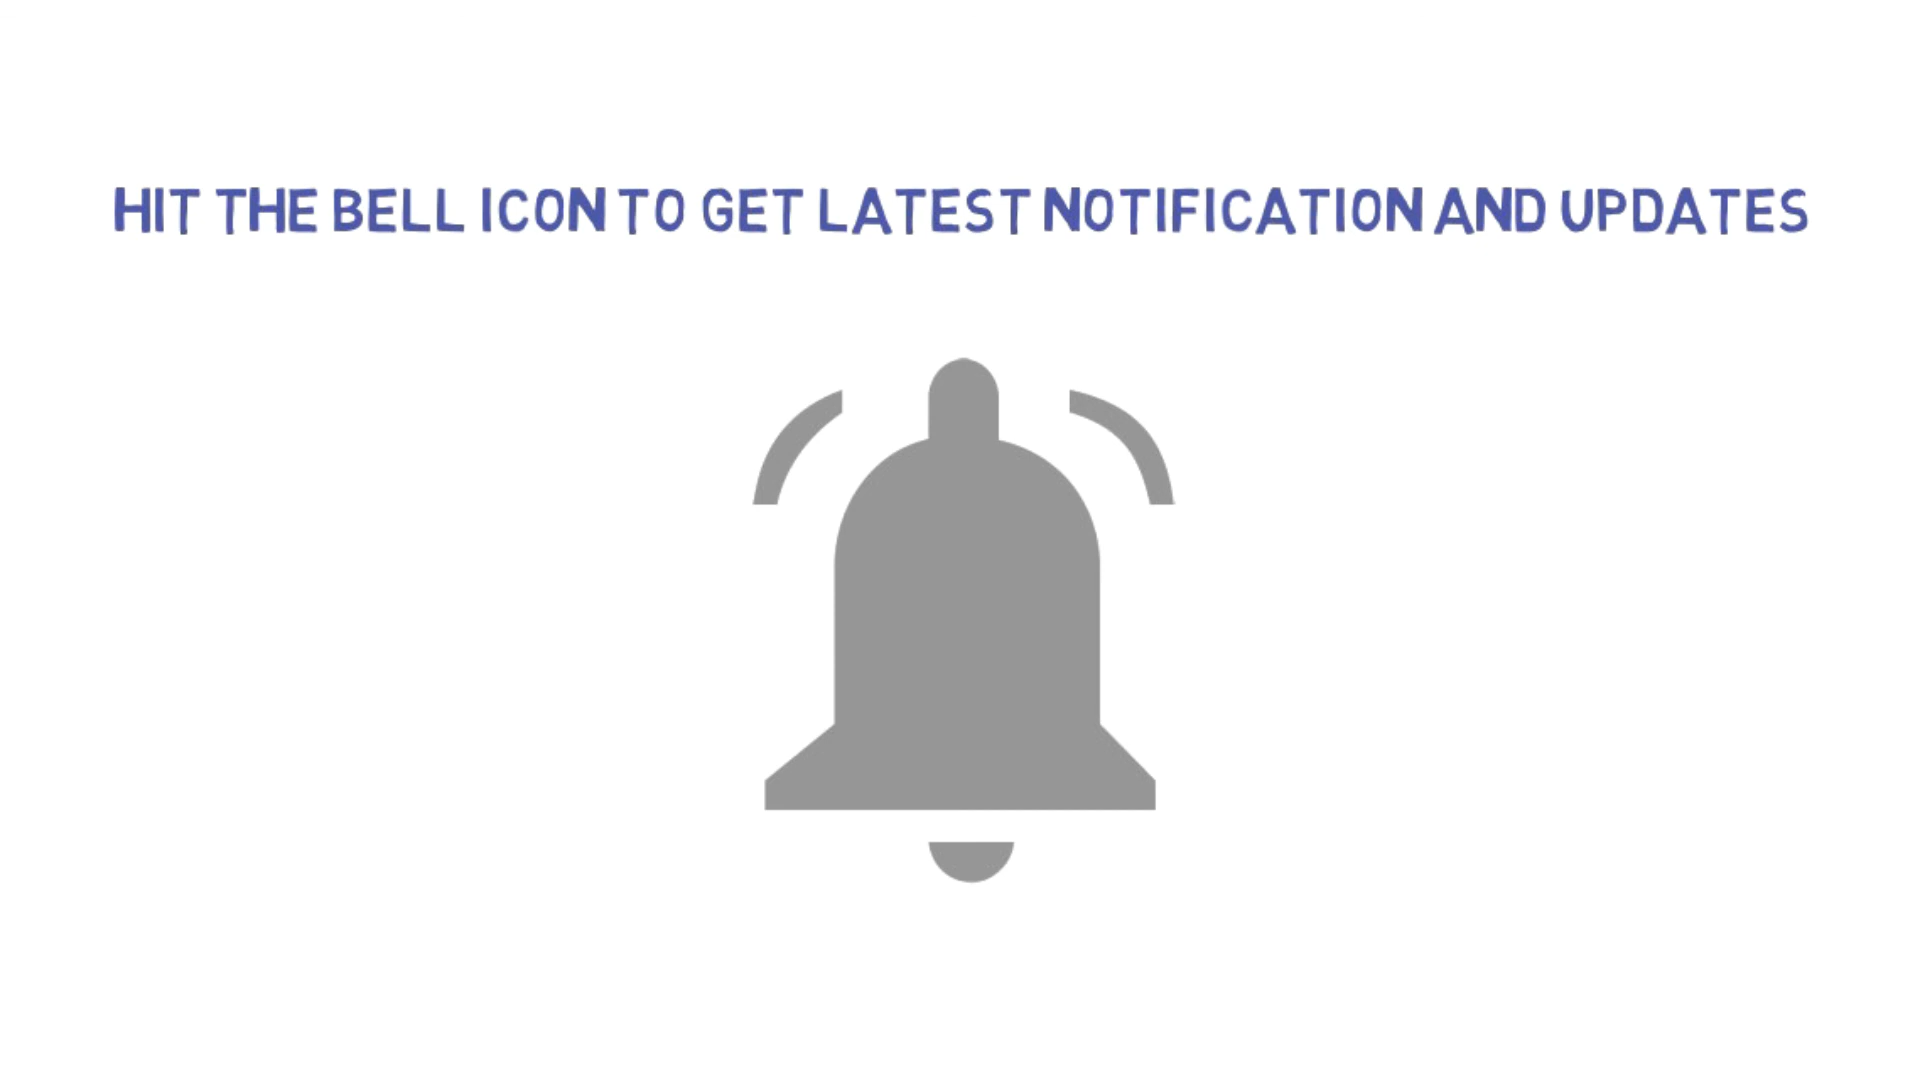 HIT THE BELL ICON TO GET LATEST NOTIFICATION AND UPDATES